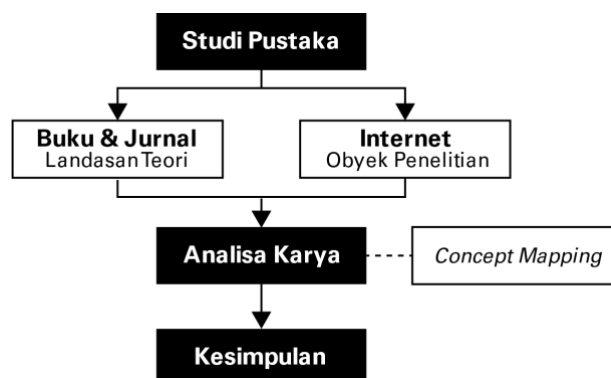 Studi Pustaka
Buku & Jurnal
Landasan Teori
Internet
Obyek Penelitian
Analisa Karya
Concept Mapping
Kesimpulan